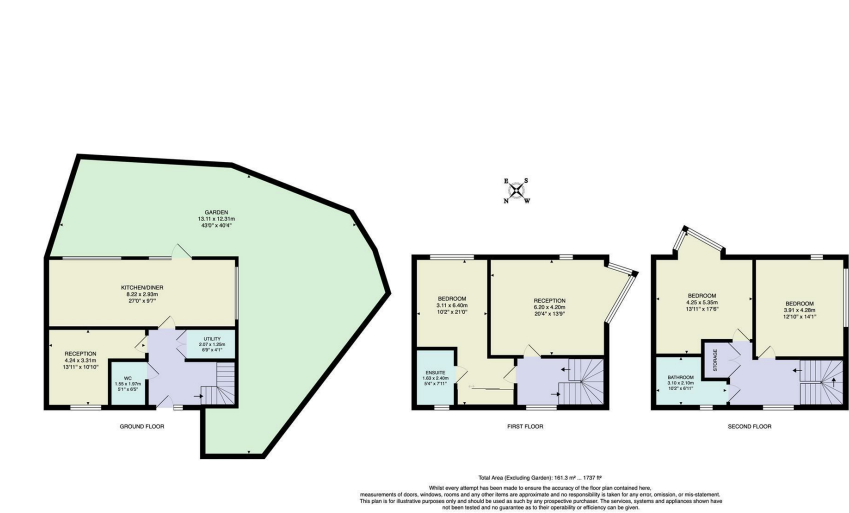 E S
N W
GARDEN
13.11 x 12.31m
43'0" x 40'4"
KITCHEN/DINER
8.22 x 2.93m
27'0" x 9'7"
RECEPTION
4.24 x 3.31m
13'11" x 10'10"
UTILITY
2.07 x 1.25m
6'9" x 4'1"
WC
1.55 x 1.97m
5'1" x 6'5"
GROUND FLOOR
BEDROOM
3.11 x 6.40m
10'2" x 21'0"
RECEPTION
6.20 x 4.20m
20'4" x 13'9"
ENSUITE
1.63 x 2.40m
5'4" x 7'11"
FIRST FLOOR
BEDROOM
4.25 x 5.35m
13'11" x 17'6"
BEDROOM
3.91 x 4.28m
12'10" x 14'1"
STORAGE
BATHROOM
3.10 x 2.10m
10'2" x 6'11"
SECOND FLOOR
Total Area (Excluding Garden): 161.3 m² ... 1737 ft²
Whilst every attempt has been made to ensure the accuracy of the floor plan contained here,
measurements of doors, windows, rooms and any other items are approximate and no responsibility is taken for any error, omission, or mis-statement.
This plan is for illustrative purposes only and should be used as such by any prospective purchaser. The services, systems and appliances shown have
not been tested and no guarantee as to their operability or efficiency can be given.